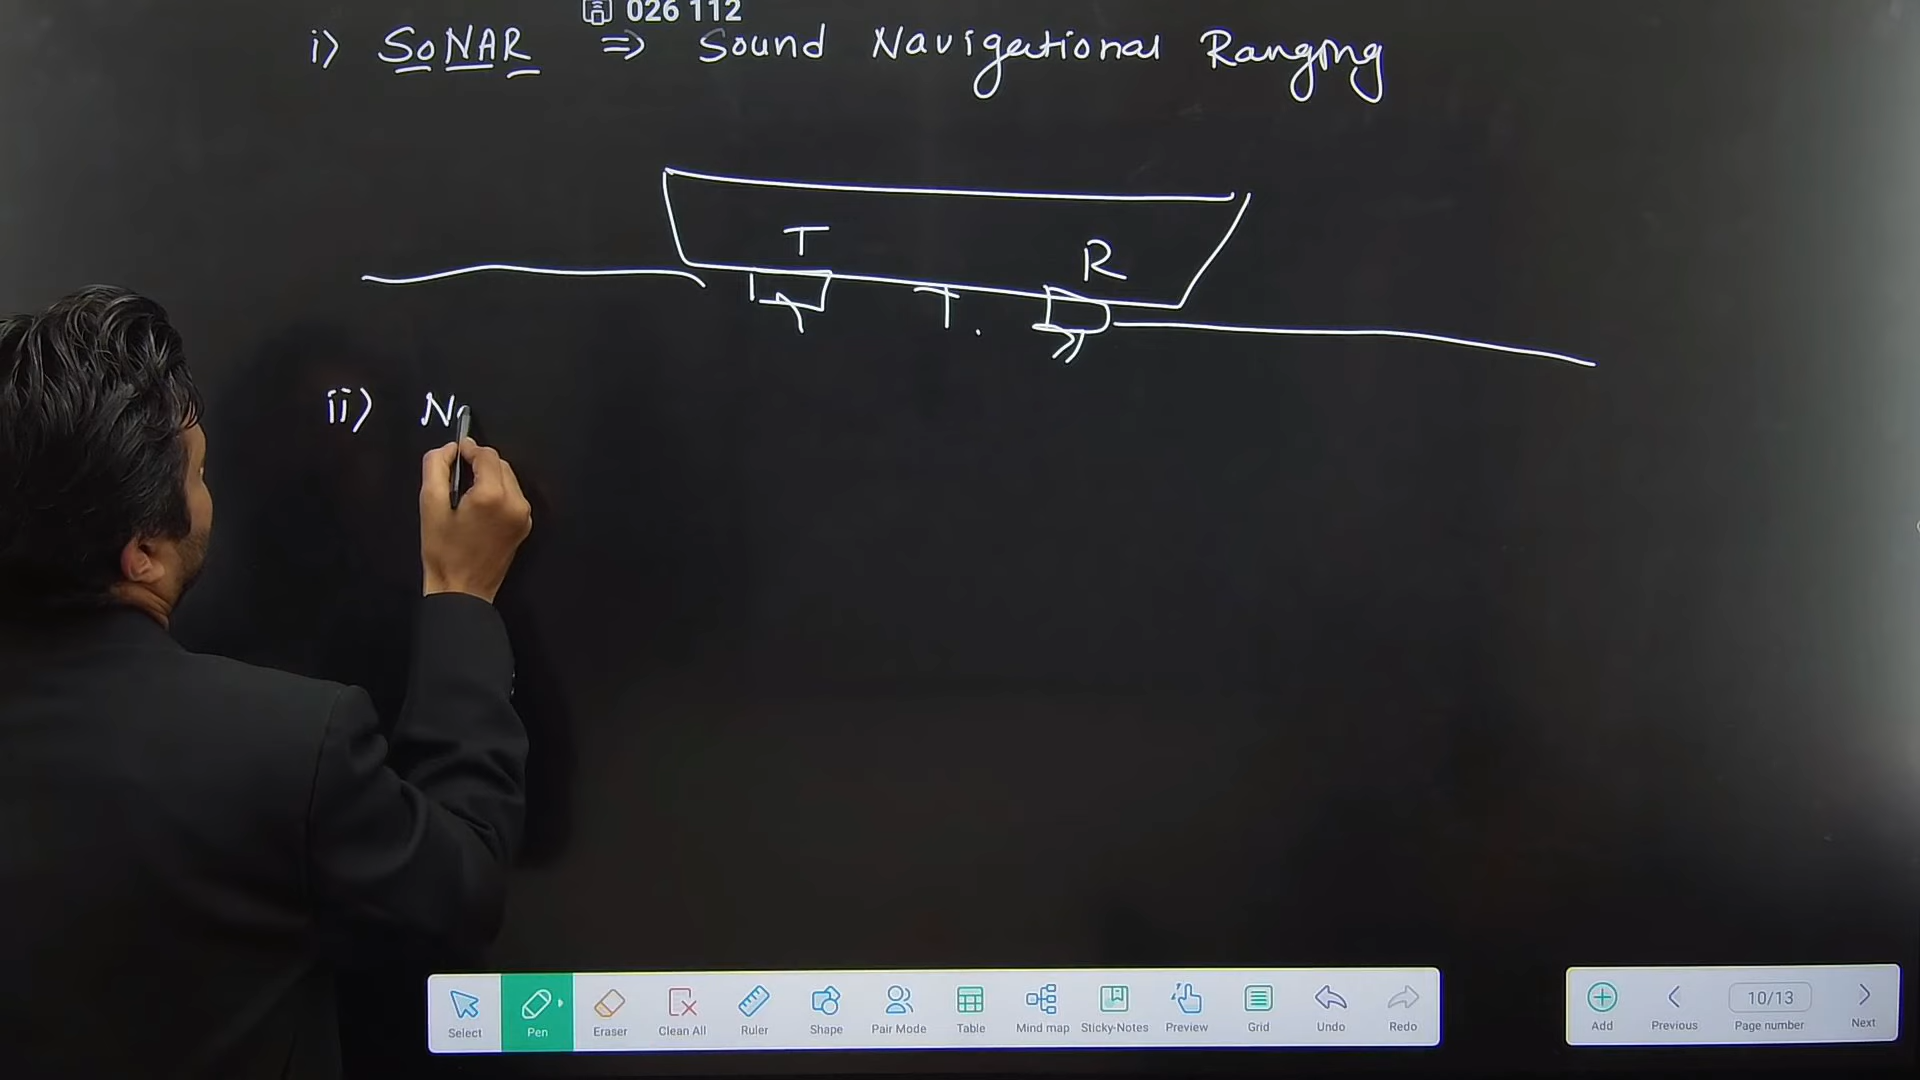 026 112
i) SONAR => Sound Navigational Ranging
T
R
T.
ii) No
Select
Pen
Eraser
Clean All
Ruler
Shape
Pair Mode
Table
Mind map
Sticky-Notes
Preview
Grid
Undo
Redo
Add
Previous
10/13
Page number
Next